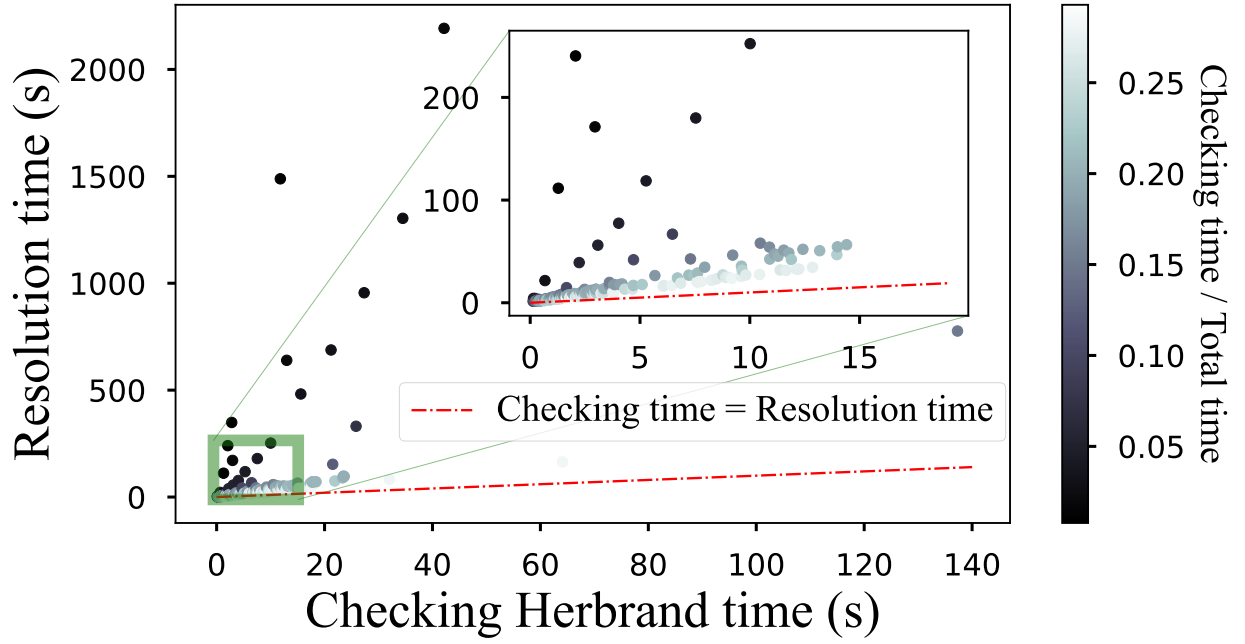 Resolution time (s)
2000
1500
1000
500
0
0 20 40 60 80 100 120 140
Checking Herbrand time (s)
200
100
0
0 5 10 15
Checking time = Resolution time
0.25
0.20
0.15
0.10
0.05
Checking time / Total time